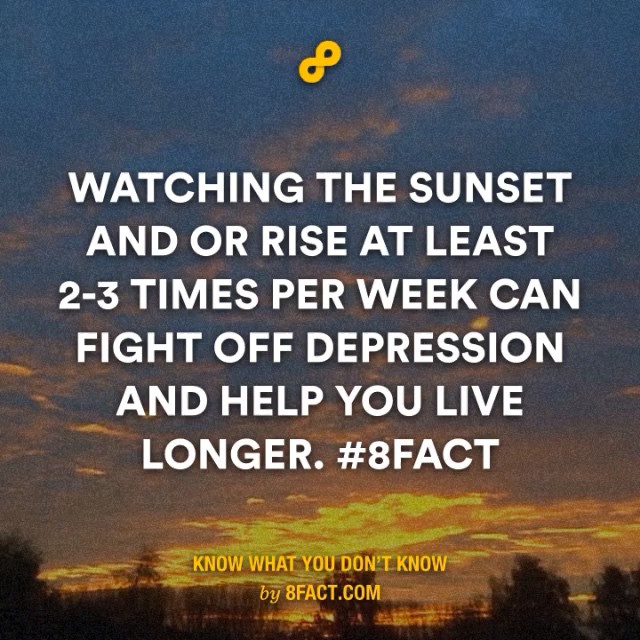 WATCHING THE SUNSET
AND OR RISE AT LEAST
2-3 TIMES PER WEEK CAN
FIGHT OFF DEPRESSION
AND HELP YOU LIVE
LONGER. #8FACT
KNOW WHAT YOU DON'T KNOW
by 8FACT.COM